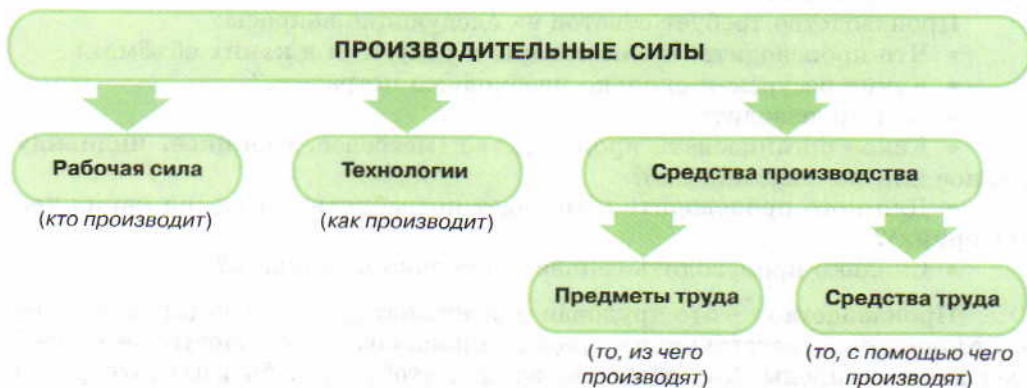 ПРОИЗВОДИТЕЛЬНЫЕ СИЛЫ
Рабочая сила
(кто производит)
Технологии
(как производит)
Средства производства
Предметы труда
(то, из чего
производят)
Средства труда
(то, с помощью чего
производят)